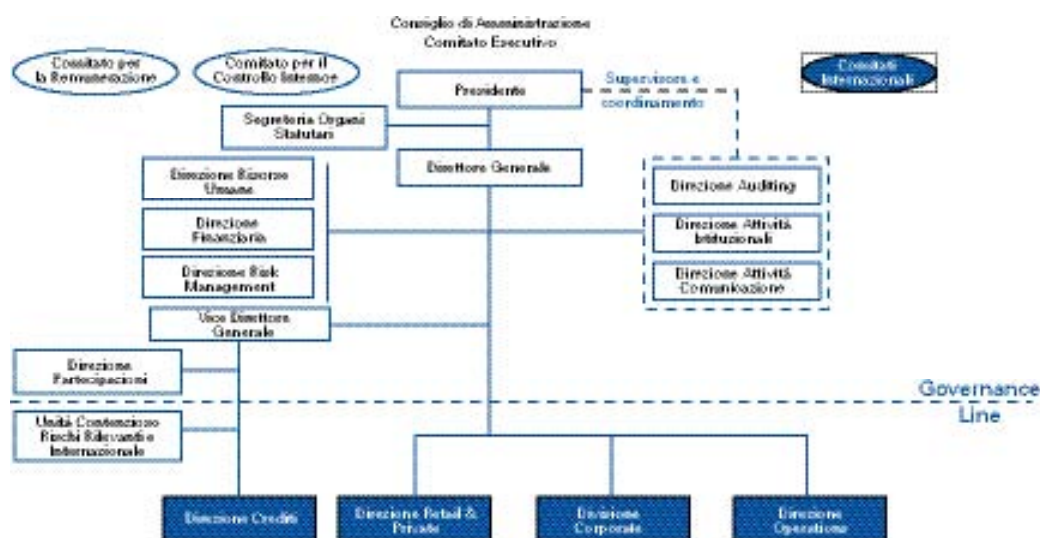 Consiglio di Amministrazione
Comitato Esecutivo
Comitato per
la Remunerazione
Comitato per il
Controllo Interno
Comitati
Internazionali
Presidente
Supervisione e
coordinamento
Segreteria Organi
Statutari
Direttore Generale
Direzione Risorse
Umane
Direzione
Finanziaria
Direzione Risk
Management
Direzione Auditing
Direzione Attività
Istituzionali
Direzione Attività
Comunicazione
Vice Direttore
Generale
Direzione
Partecipazioni
Governance
Line
Unità Contenzioso
Rischi Rilevanti e
Internazionale
Direzione Crediti
Direzione Retail &
Private
Divisione
Corporate
Direzione
Operations